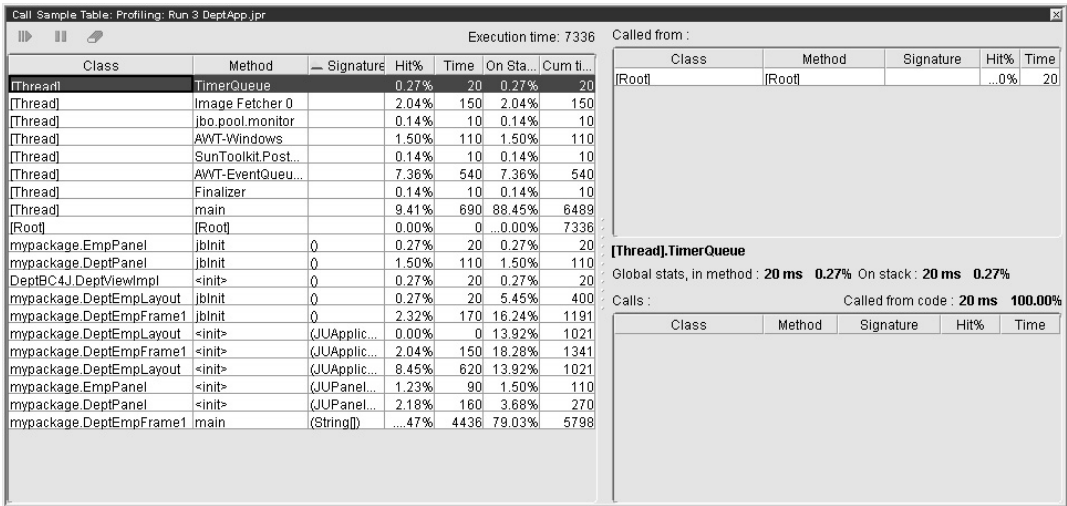 Call Sample Table: Profiling: Run 3 DeptApp.jpr
Execution time: 7336
Class Method Signature Hit% Time On Sta... Cum ti...
[Thread] TimerQueue 0.27% 20 0.27% 20
[Thread] Image Fetcher 0 2.04% 150 2.04% 150
[Thread] jbo.pool.monitor 0.14% 10 0.14% 10
[Thread] AWT-Windows 1.50% 110 1.50% 110
[Thread] SunToolkit.Post... 0.14% 10 0.14% 10
[Thread] AWT-EventQueu... 7.36% 540 7.36% 540
[Thread] Finalizer 0.14% 10 0.14% 10
[Thread] main 9.41% 690 88.45% 6489
[Root] [Root] 0.00% 0 ...0.00% 7336
mypackage.EmpPanel jbInit () 0.27% 20 0.27% 20
mypackage.DeptPanel jbInit () 1.50% 110 1.50% 110
DeptBC4J.DeptViewImpl <init> () 0.27% 20 0.27% 20
mypackage.DeptEmpLayout jbInit () 0.27% 20 5.45% 400
mypackage.DeptEmpFrame1 jbInit () 2.32% 170 16.24% 1191
mypackage.DeptEmpLayout <init> (JUApplic... 0.00% 0 13.92% 1021
mypackage.DeptEmpFrame1 <init> (JUApplic... 2.04% 150 18.28% 1341
mypackage.DeptEmpLayout <init> (JUApplic... 8.45% 620 13.92% 1021
mypackage.EmpPanel <init> (JUPanel... 1.23% 90 1.50% 110
mypackage.DeptPanel <init> (JUPanel... 2.18% 160 3.68% 270
mypackage.DeptEmpFrame1 main (String[]) ....47% 4436 79.03% 5798
Called from :
Class Method Signature Hit% Time
[Root] [Root] ...0% 20
[Thread].TimerQueue
Global stats, in method : 20 ms 0.27% On stack : 20 ms 0.27%
Calls : Called from code : 20 ms 100.00%
Class Method Signature Hit% Time